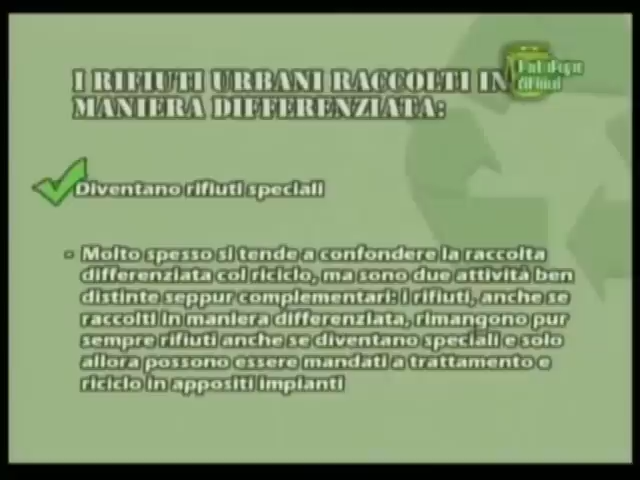 I RIFIUTI URBANI RACCOLTI IN
MANIERA DIFFERENZIATA:
Diventano rifiuti speciali
- Molto spesso si tende a confondere la raccolta
differenziata col riciclo, ma sono due attività ben
distinte seppur complementari: i rifiuti, anche se
raccolti in maniera differenziata, rimangono pur
sempre rifiuti anche se diventano speciali e solo
allora possono essere mandati a trattamento e
riciclo in appositi impianti